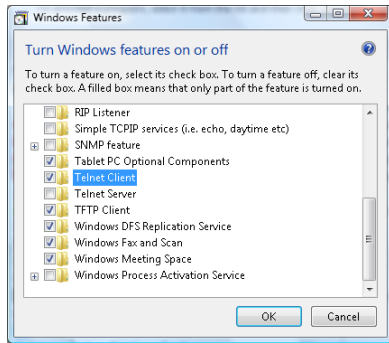 Windows Features
Turn Windows features on or off
To turn a feature on, select its check box. To turn a feature off, clear its
check box. A filled box means that only part of the feature is turned on.
RIP Listener
Simple TCPIP services (i.e. echo, daytime etc)
SNMP feature
Tablet PC Optional Components
Telnet Client
Telnet Server
TFTP Client
Windows DFS Replication Service
Windows Fax and Scan
Windows Meeting Space
Windows Process Activation Service
OK
Cancel